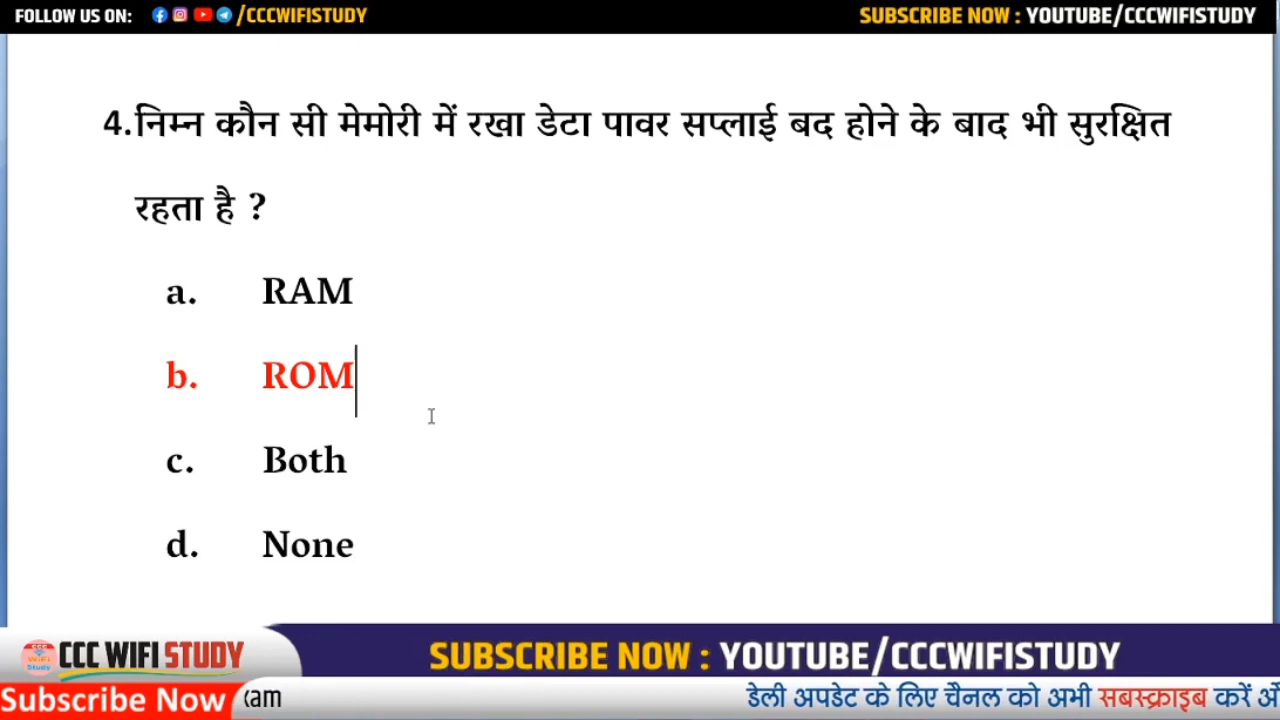 FOLLOW US ON: /CCCWIFISTUDY
SUBSCRIBE NOW : YOUTUBE/CCCWIFISTUDY
4.निम्न कौन सी मेमोरी में रखा डेटा पावर सप्लाई बद होने के बाद भी सुरक्षित
रहता है ?
a. RAM
b. ROM
c. Both
d. None
CCC WIFI STUDY
SUBSCRIBE NOW : YOUTUBE/CCCWIFISTUDY
Subscribe Now
डेली अपडेट के लिए चैनल को अभी सबस्क्राइब करें